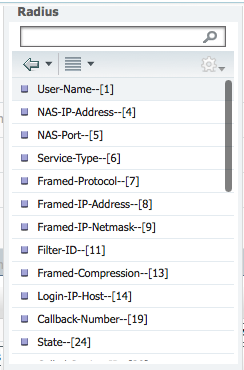 Radius
User-Name--[1]
NAS-IP-Address--[4]
NAS-Port--[5]
Service-Type--[6]
Framed-Protocol--[7]
Framed-IP-Address--[8]
Framed-IP-Netmask--[9]
Filter-ID--[11]
Framed-Compression--[13]
Login-IP-Host--[14]
Callback-Number--[19]
State--[24]